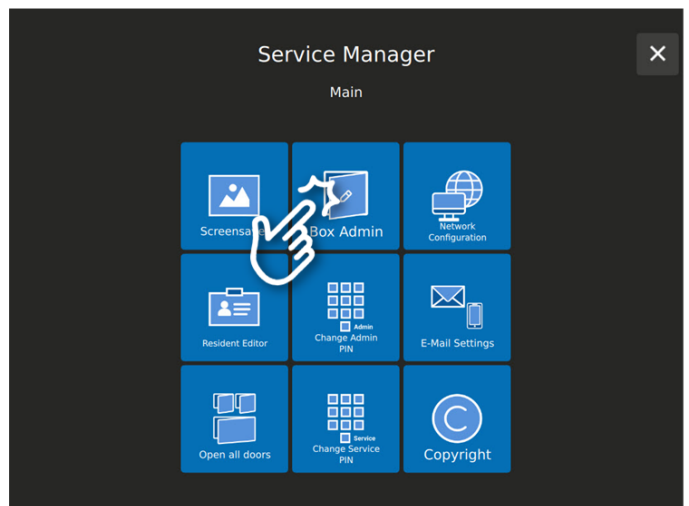 Service Manager
Main
Box Admin
Network
Configuration
Resident Editor
Admin
Change Admin
PIN
E-Mail Settings
Open all doors
Service
Change Service
PIN
Copyright